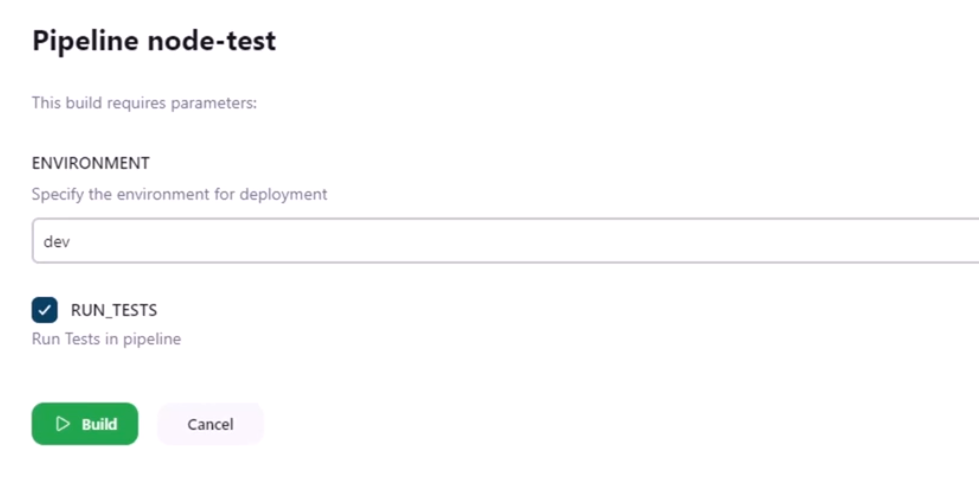 Pipeline node-test
This build requires parameters:
ENVIRONMENT
Specify the environment for deployment
dev
RUN_TESTS
Run Tests in pipeline
Build Cancel